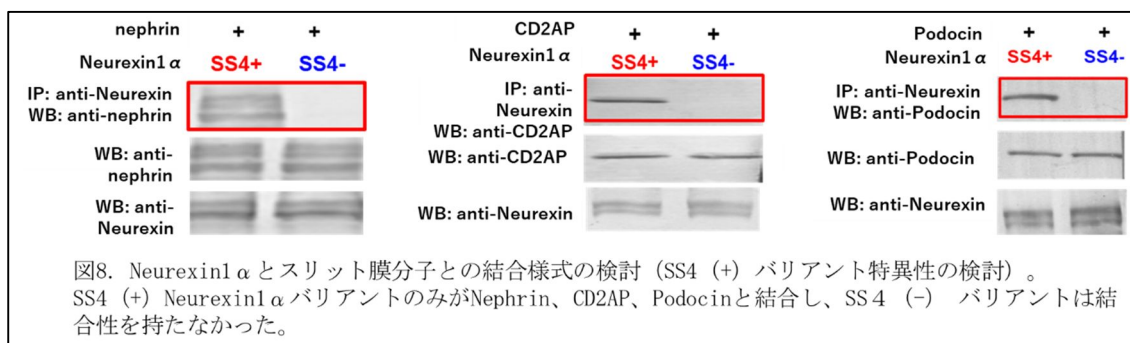 nephrin + +
Neurexin1α SS4+ SS4-
IP: anti-Neurexin
WB: anti-nephrin
WB: anti-
nephrin
WB: anti-
Neurexin
CD2AP + +
Neurexin1α SS4+ SS4-
IP: anti-
Neurexin
WB: anti-CD2AP
WB: anti-CD2AP
WB: anti-Neurexin
Podocin + +
Neurexin1α SS4+ SS4-
IP: anti-Neurexin
WB: anti-Podocin
WB: anti-Podocin
WB: anti-Neurexin
図8. Neurexin1αとスリット膜分子との結合様式の検討（SS4（+）バリアント特異性の検討）。
SS4（+）Neurexin1αバリアントのみがNephrin、CD2AP、Podocinと結合し、SS４（-） バリアントは結
合性を持たなかった。